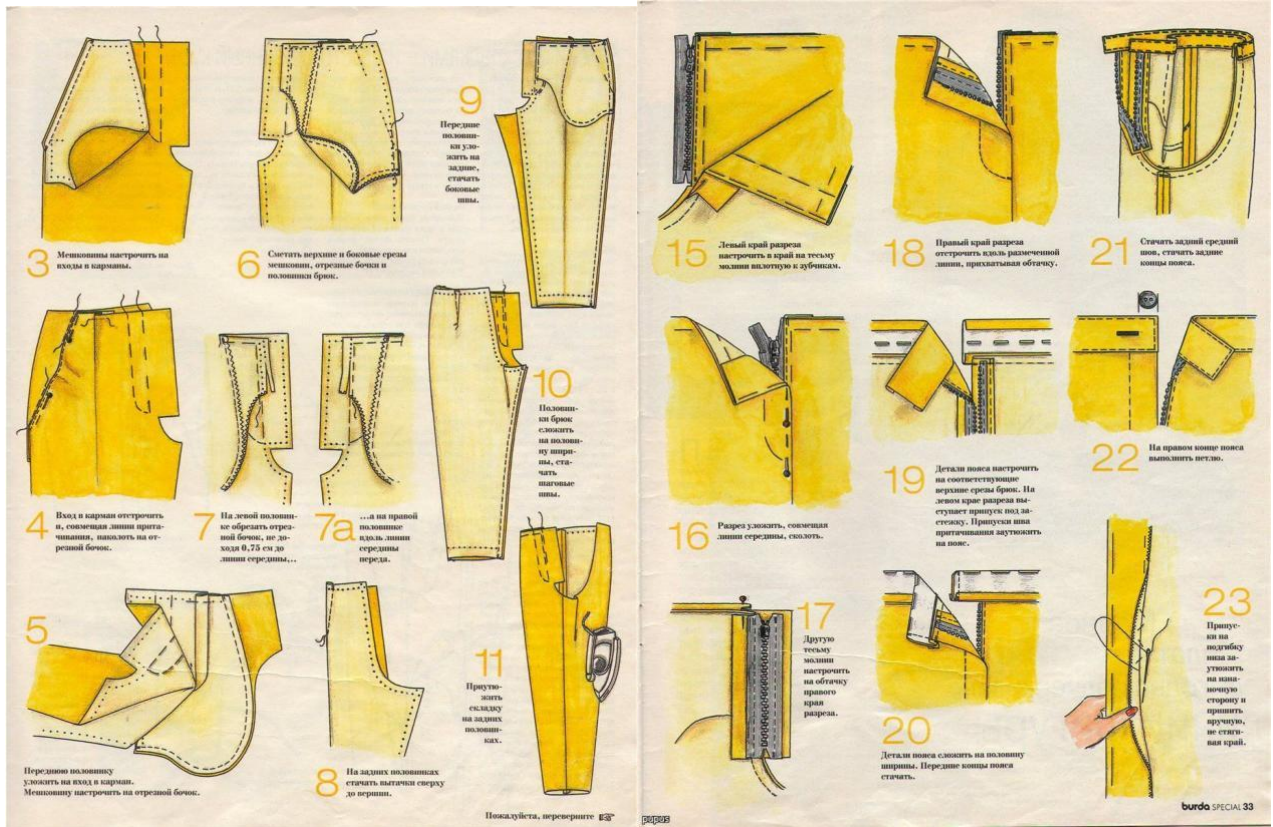 3
Мешковины настрочить на
входы в карманы.
6
Сметать верхние и боковые срезы
мешковин, отрезные бочки и
половинки брюк.
9
Передние
половин-
ки уло-
жить на
задние,
стачать
боковые
швы.
4
Вход в карман отстрочить
и, совмещая линии прита-
чивания, наколоть на от-
резной бочок.
7
На левой половин-
ке обрезать отрез-
ной бочок, не до-
ходя 0,75 см до
линии середины,..
7a
...а на правой
половинке
вдоль линии
середины
переда.
10
Половин-
ки брюк
сложить
на полови-
ну шири-
ны, ста-
чать
шаговые
швы.
5
Переднюю половинку
уложить на вход в карман.
Мешковину настрочить на отрезной бочок.
8
На задних половинках
стачать вытачки сверху
до вершин.
11
Приутю-
жить
складку
на задних
половин-
ках.
Пожалуйста, переверните
15
Левый край разреза
настрочить в край на тесьму
молнии вплотную к зубчикам.
18
Правый край разреза
отстрочить вдоль размеченной
линии, прихватывая обтачку.
21
Стачать задний средний
шов, стачать задние
концы пояса.
16
Разрез уложить, совмещая
линии середины, сколоть.
19
Детали пояса настрочить
на соответствующие
верхние срезы брюк. На
левом крае разреза вы-
ступает припуск под за-
стежку. Припуски шва
притачивания заутюжить
на пояс.
22
На правом конце пояса
выполнить петлю.
17
Другую
тесьму
молнии
настрочить
на обтачку
правого
края
разреза.
20
Детали пояса сложить на половину
ширины. Передние концы пояса
стачать.
23
Припус-
ки на
подгибку
низа за-
утюжить
на изна-
ночную
сторону и
пришить
вручную,
не стяги-
вая край.
burda SPECIAL 33
papas